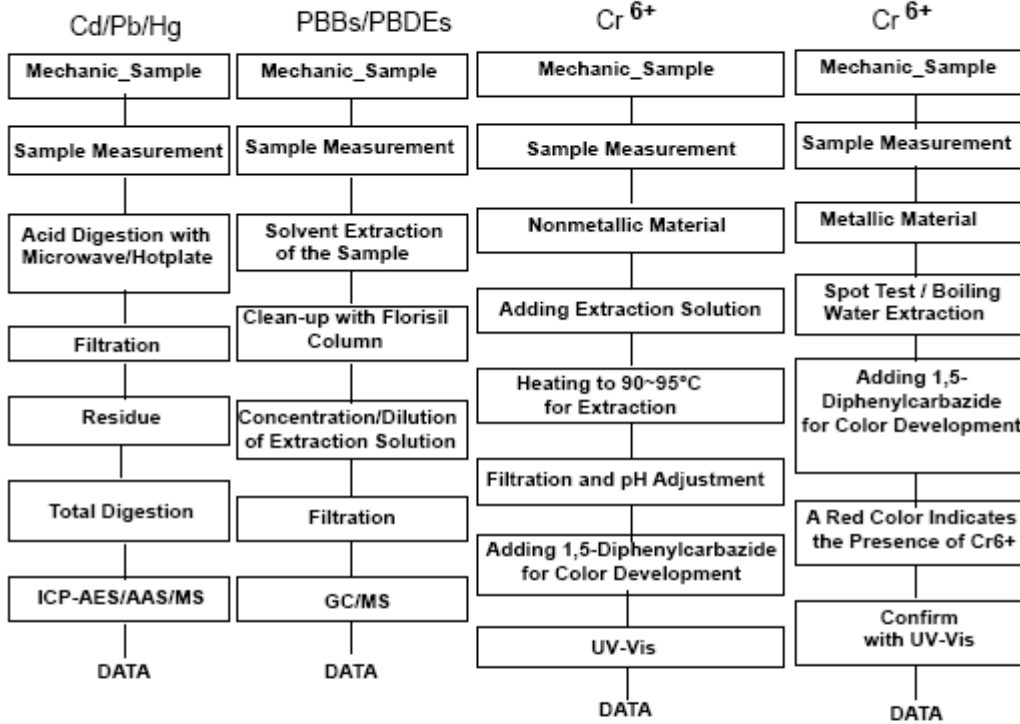 Cd/Pb/Hg
Mechanic_Sample
Sample Measurement
Acid Digestion with
Microwave/Hotplate
Filtration
Residue
Total Digestion
ICP-AES/AAS/MS
DATA
PBBs/PBDEs
Mechanic_Sample
Sample Measurement
Solvent Extraction
of the Sample
Clean-up with Florisil
Column
Concentration/Dilution
of Extraction Solution
Filtration
GC/MS
DATA
Cr 6+
Mechanic_Sample
Sample Measurement
Nonmetallic Material
Adding Extraction Solution
Heating to 90~95°C
for Extraction
Filtration and pH Adjustment
Adding 1,5-Diphenylcarbazide
for Color Development
UV-Vis
DATA
Cr 6+
Mechanic_Sample
Sample Measurement
Metallic Material
Spot Test / Boiling
Water Extraction
Adding 1,5-
Diphenylcarbazide
for Color Development
A Red Color Indicates
the Presence of Cr6+
Confirm
with UV-Vis
DATA